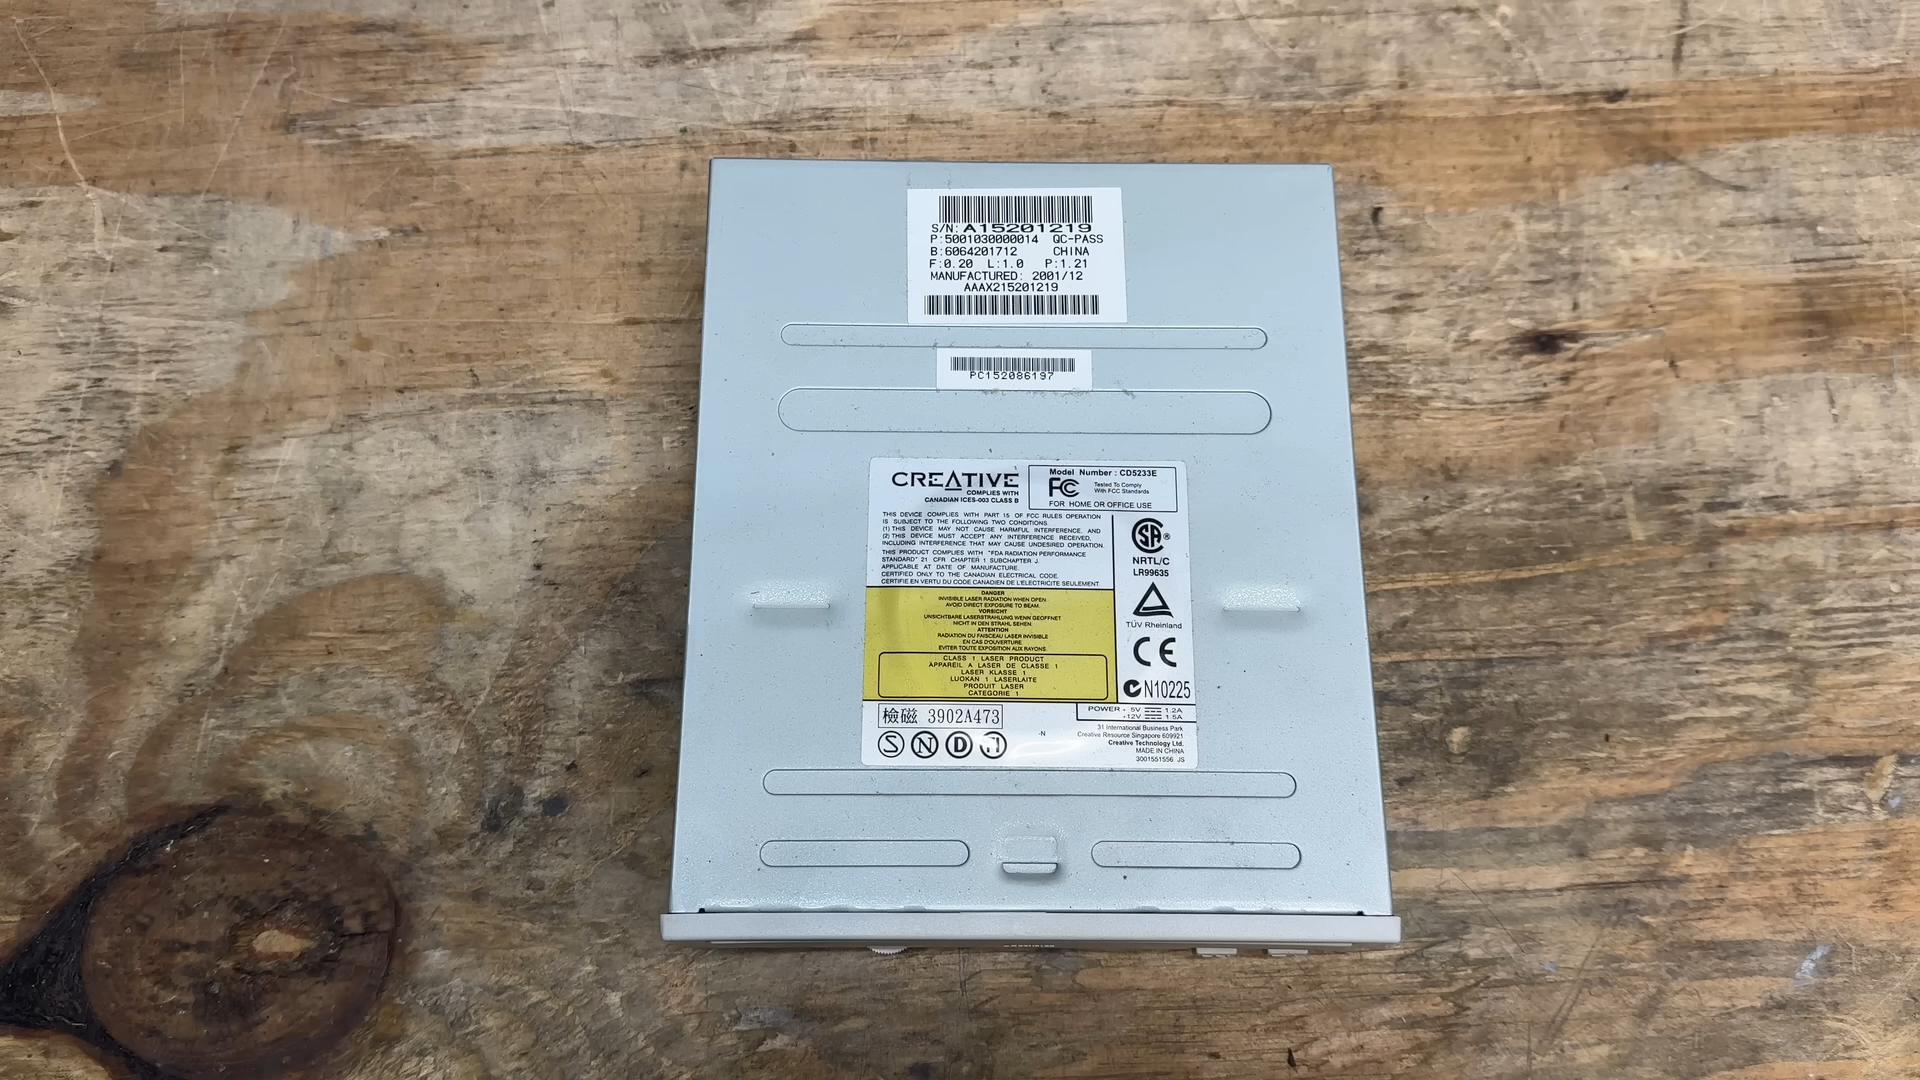 S/N: A15201219
P:5001030000014 QC-PASS
B:6064201712 CHINA
F:0.20 L:1.0 P:1.21
MANUFACTURED: 2001/12
AAAX215201219
PC152086197
CREATIVE
COMPLIES WITH
CANADIAN ICES-003 CLASS B
Model Number : CD5233E
FC
Tested To Comply
With FCC Standards
FOR HOME OR OFFICE USE
THIS DEVICE COMPLIES WITH PART 15 OF FCC RULES OPERATION
IS SUBJECT TO THE FOLLOWING TWO CONDITIONS
(1) THIS DEVICE MAY NOT CAUSE HARMFUL INTERFERENCE, AND
(2) THIS DEVICE MUST ACCEPT ANY INTERFERENCE RECEIVED,
INCLUDING INTERFERENCE THAT MAY CAUSE UNDESIRED OPERATION.
THIS PRODUCT COMPLIES WITH "FDA RADIATION PERFORMANCE
STANDARD" 21 CFR CHAPTER 1 SUBCHAPTER J.
APPLICABLE AT DATE OF MANUFACTURE.
CERTIFIED ONLY TO THE CANADIAN ELECTRICAL CODE.
CERTIFIE EN VERTU DU CODE CANADIEN DE L'ELECTRICITE SEULEMENT.
SA®
NRTL/C
LR99635
TÜV Rheinland
CE
N10225
DANGER
INVISIBLE LASER RADIATION WHEN OPEN.
AVOID DIRECT EXPOSURE TO BEAM.
VORSICHT
UNSICHTBARE LASERSTRAHLUNG WENN GEOFFNET
NICHT IN DEN STRAHL SEHEN.
ATTENTION
RADIATION DU FAISCEAU LASER INVISIBLE
EN CAS D'OUVERTURE
EVITER TOUTE EXPOSITION AUX RAYONS.
CLASS 1 LASER PRODUCT
APPAREIL A LASER DE CLASSE 1
LASER KLASSE 1
LUOKAN 1 LASERLAITE
PRODUIT LASER
CATEGORIE 1
檢磁 3902A473
S N D
-N
POWER + 5V 1.2A
+12V 1.5A
31 International Business Park
Creative Resource Singapore 609921
Creative Technology Ltd.
MADE IN CHINA
3001551556 JS